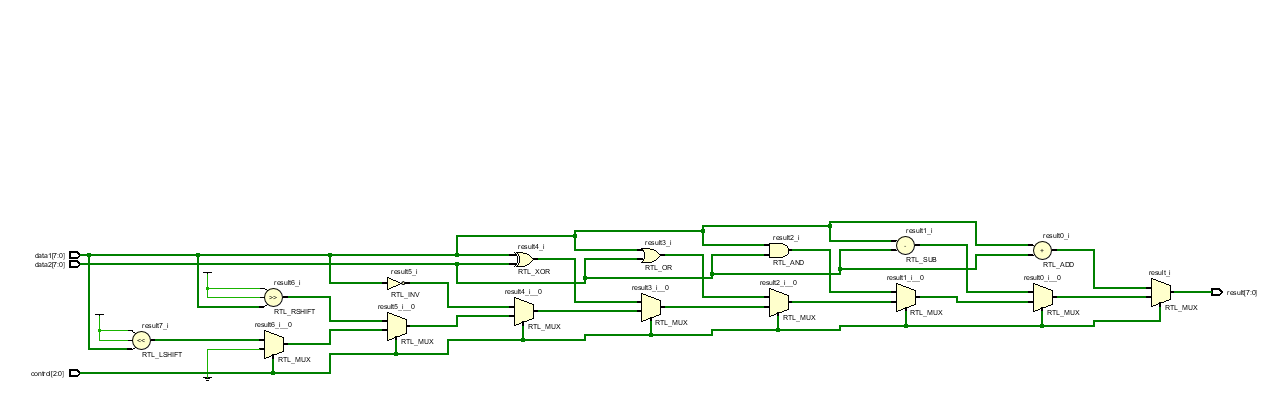 result1_i
result0_i
result2_i
result3_i
result4_i
data1[7:0]
RTL_SUB
data2[7:0]
RTL_AND
RTL_ADD
RTL_OR
result5_i
RTL_XOR
result_i
result6_i
RTL_INV
result1_i__0
result0_i__0
result2_i__0
result3_i__0
result4_i__0
result[7:0]
result5_i__0
RTL_RSHIFT
RTL_MUX
result7_i
result6_i__0
RTL_MUX
RTL_MUX
RTL_MUX
RTL_MUX
RTL_MUX
RTL_MUX
RTL_LSHIFT
RTL_MUX
control[2:0]
>>
<<
-
+